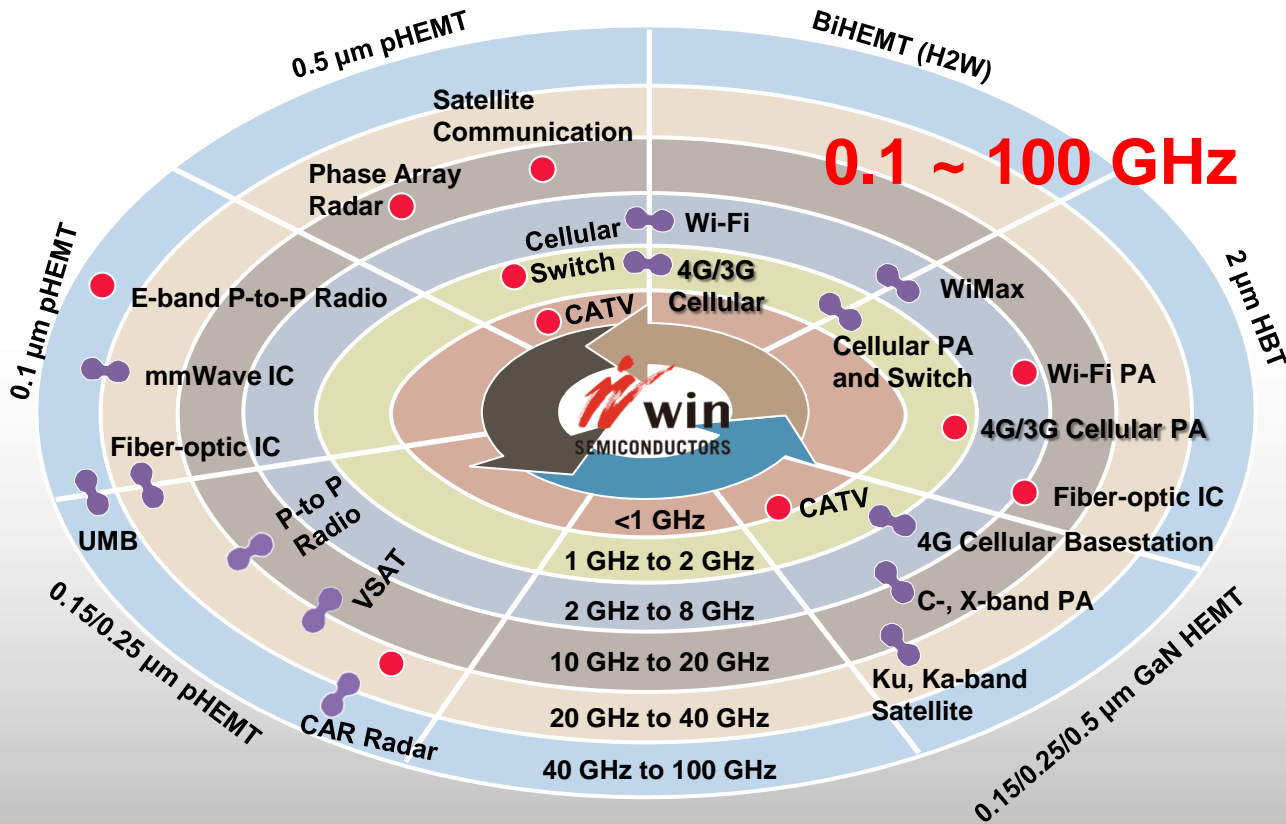 0.5 µm pHEMT
BiHEMT (H2W)
Satellite
Communication
0.1 ~ 100 GHz
Phase Array
Radar
Cellular
Switch
Wi-Fi
4G/3G
Cellular
WiMax
2 µm HBT
0.1 µm pHEMT
E-band P-to-P Radio
CATV
Cellular PA
and Switch
mmWave IC
Wi-Fi PA
win
SEMICONDUCTORS
4G/3G Cellular PA
Fiber-optic IC
Fiber-optic IC
CATV
<1 GHz
UMB
P-to P
Radio
4G Cellular Basestation
1 GHz to 2 GHz
VSAT
C-, X-band PA
2 GHz to 8 GHz
0.15/0.25 µm pHEMT
10 GHz to 20 GHz
Ku, Ka-band
Satellite
0.15/0.25/0.5 µm GaN HEMT
20 GHz to 40 GHz
CAR Radar
40 GHz to 100 GHz